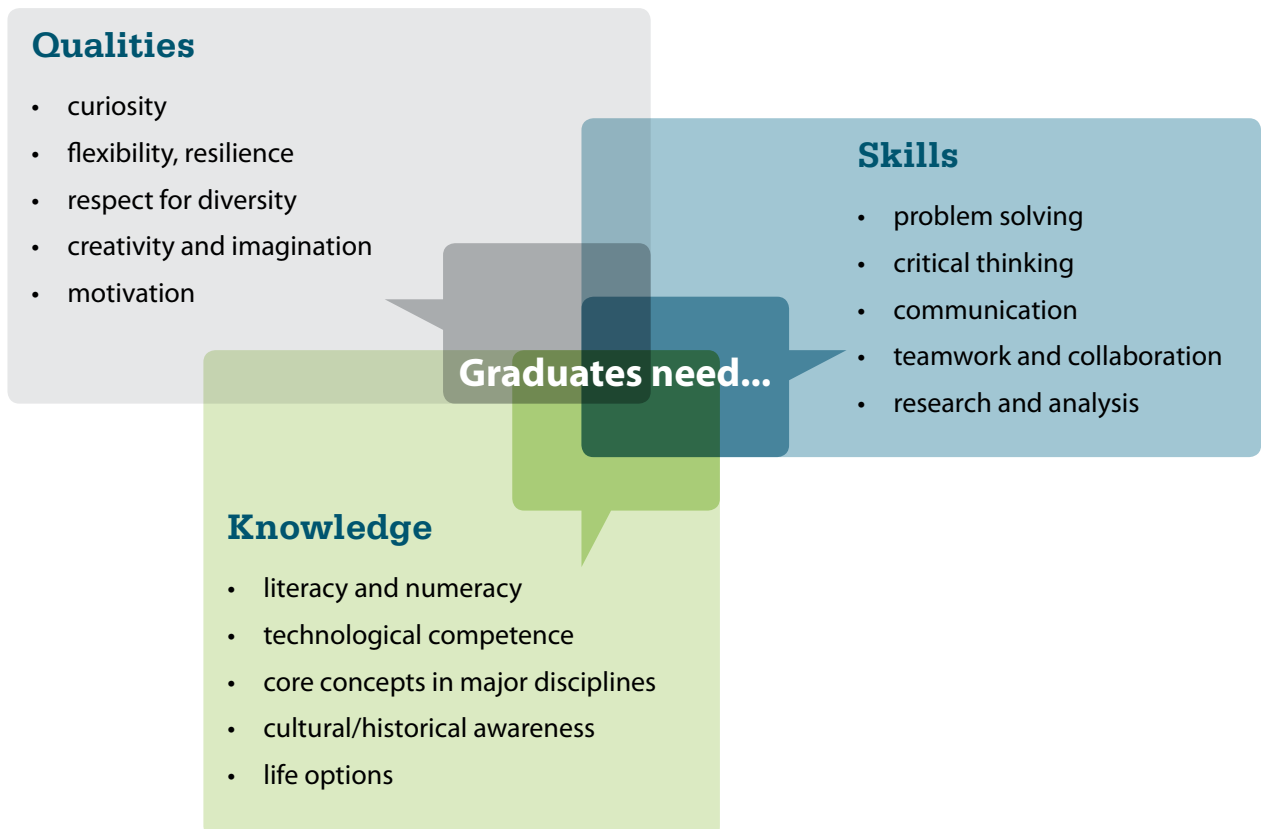 Qualities
• curiosity
• flexibility, resilience
• respect for diversity
• creativity and imagination
• motivation
Skills
• problem solving
• critical thinking
• communication
• teamwork and collaboration
• research and analysis
Graduates need...
Knowledge
• literacy and numeracy
• technological competence
• core concepts in major disciplines
• cultural/historical awareness
• life options